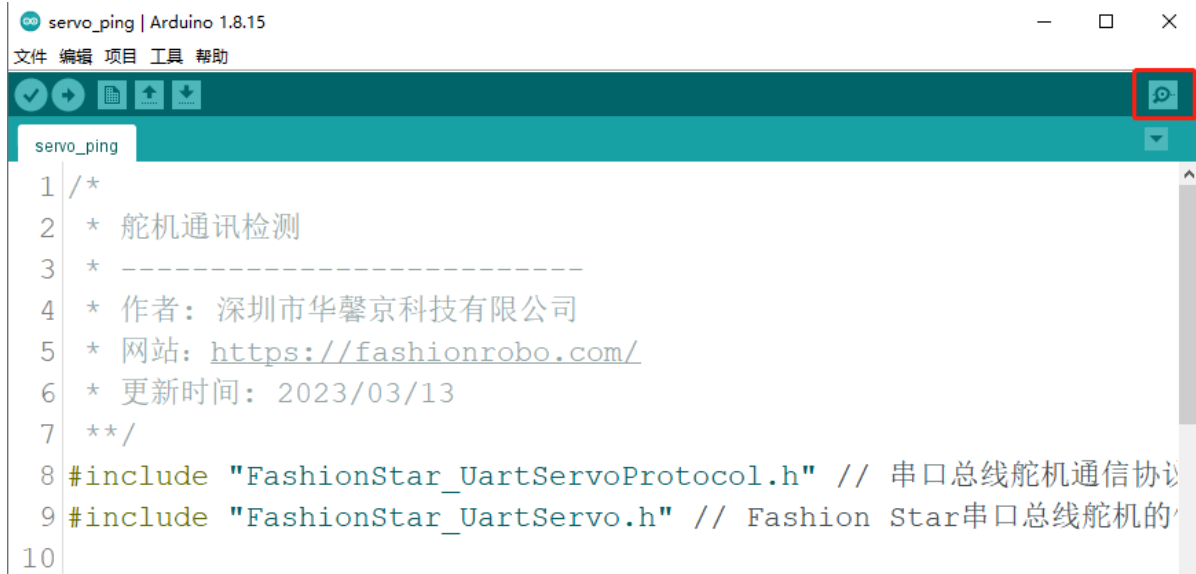 servo_ping | Arduino 1.8.15
文件 编辑 项目 工具 帮助
servo_ping
1 /*
2 * 舵机通讯检测
3 * --------------------------
4 * 作者: 深圳市华馨京科技有限公司
5 * 网站: https://fashionrobo.com/
6 * 更新时间: 2023/03/13
7 **/
8 #include "FashionStar_UartServoProtocol.h" // 串口总线舵机通信协
9 #include "FashionStar_UartServo.h" // Fashion Star串口总线舵机的
10